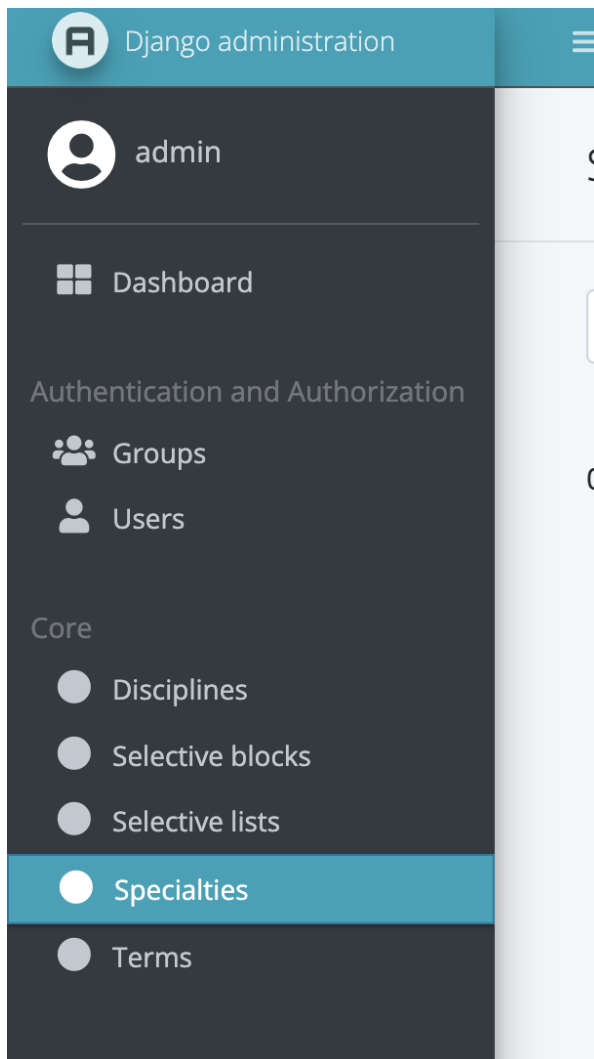 Django administration
admin
Dashboard
Authentication and Authorization
Groups
Users
Core
Disciplines
Selective blocks
Selective lists
Specialties
Terms